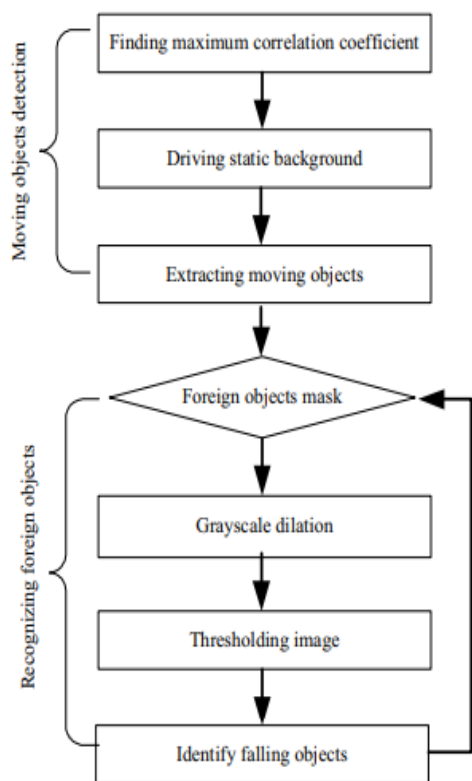 Moving objects detection
Finding maximum correlation coefficient
Driving static background
Extracting moving objects
Recognizing foreign objects
Foreign objects mask
Grayscale dilation
Thresholding image
Identify falling objects